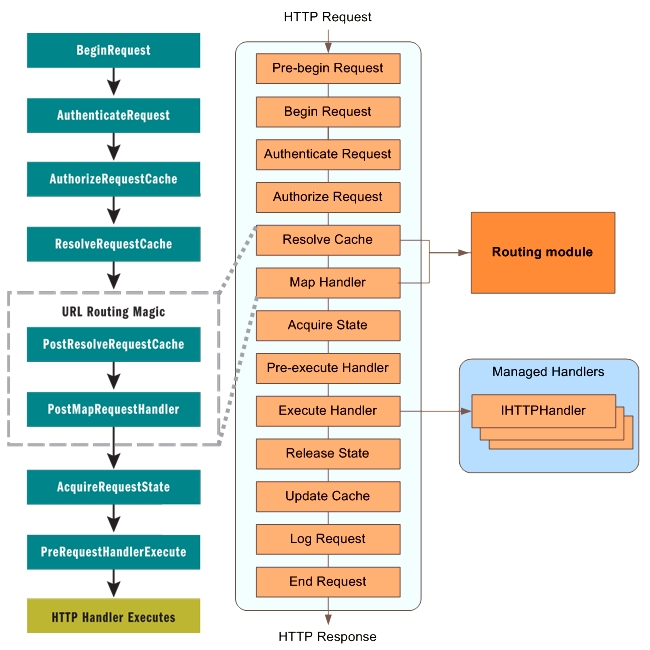 BeginRequest
AuthenticateRequest
AuthorizeRequestCache
ResolveRequestCache
URL Routing Magic
PostResolveRequestCache
PostMapRequestHandler
AcquireRequestState
PreRequestHandlerExecute
HTTP Handler Executes
HTTP Request
Pre-begin Request
Begin Request
Authenticate Request
Authorize Request
Resolve Cache
Map Handler
Acquire State
Pre-execute Handler
Execute Handler
Release State
Update Cache
Log Request
End Request
HTTP Response
Routing module
Managed Handlers
IHTTPHandler